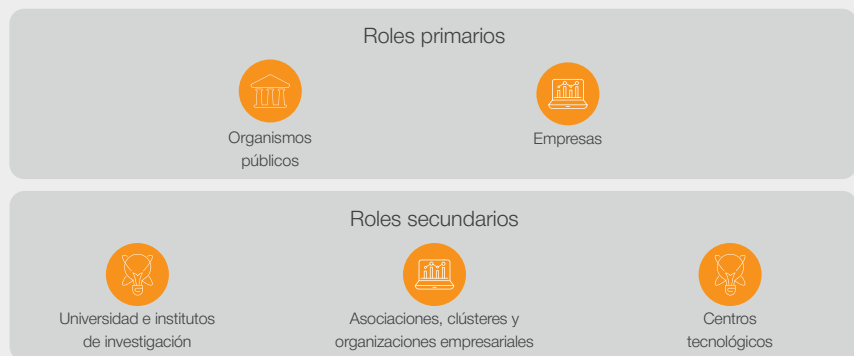 Roles primarios
Organismos
públicos
Empresas
Roles secundarios
Universidad e institutos
de investigación
Asociaciones, clústeres y
organizaciones empresariales
Centros
tecnológicos